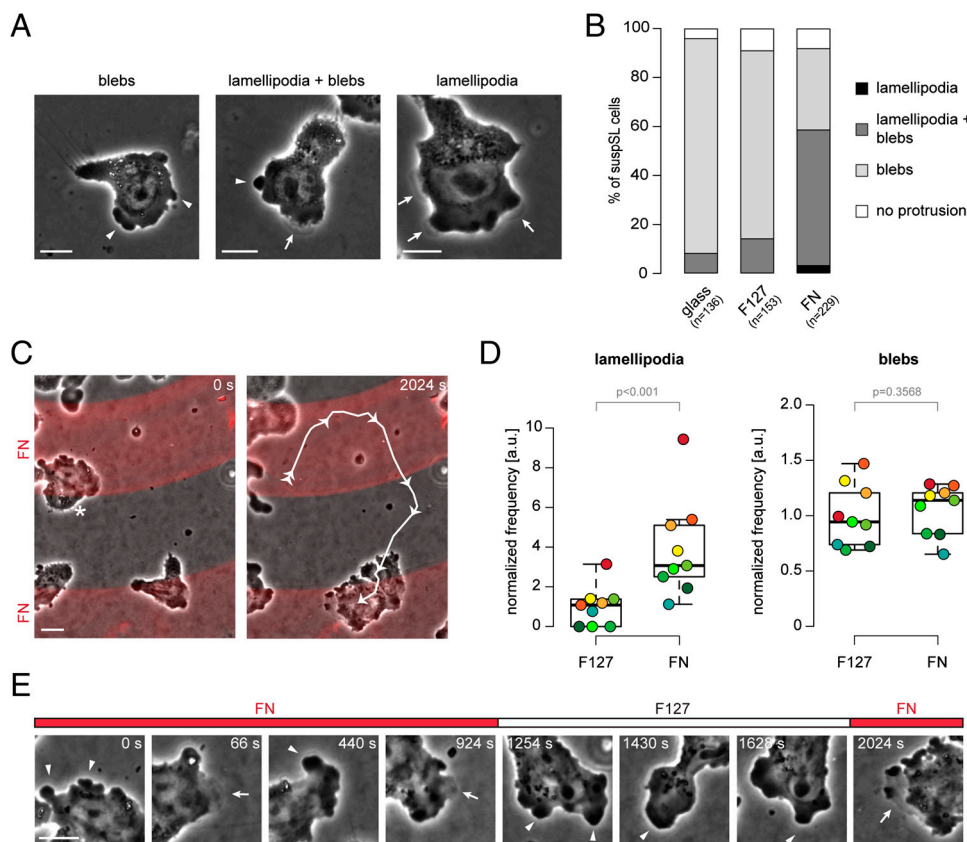 A
blebs
lamellipodia + blebs
lamellipodia
B
100
80
60
40
20
0
% of suspSL cells
glass
(n=136)
F127
(n=153)
FN
(n=229)
lamellipodia
lamellipodia +
blebs
blebs
no protrusion
C
FN
FN
0 s
*
2024 s
D
lamellipodia
p<0.001
normalized frequency [a.u.]
10
8
6
4
2
0
F127
FN
blebs
p=0.3568
normalized frequency [a.u.]
2.0
1.5
1.0
0.5
0.0
F127
FN
E
FN
F127
FN
0 s
66 s
440 s
924 s
1254 s
1430 s
1628 s
2024 s